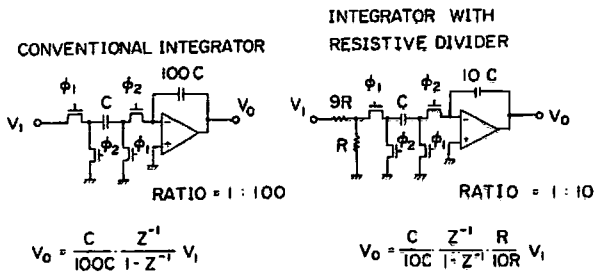 CONVENTIONAL INTEGRATOR
ϕ₁
ϕ₂
100 C
C
V₁
ϕ₂
ϕ₁
−
+
V₀
RATIO = 1 : 100
V₀ = C/100C · Z⁻¹/1 - Z⁻¹ V₁
INTEGRATOR WITH
RESISTIVE DIVIDER
ϕ₁
ϕ₂
10 C
C
V₁
9R
R
ϕ₂
ϕ₁
−
+
V₀
RATIO = 1 : 10
V₀ = C/10C · Z⁻¹/1 - Z⁻¹ · R/10R V₁